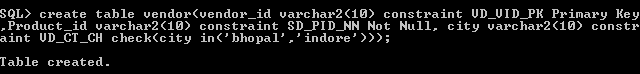 SQL> create table vendor(vendor_id varchar2(10) constraint VD_VID_PK Primary Key
,Product_id varchar2(10) constraint SD_PID_NN Not Null, city varchar2(10) constr
aint VD_CT_CH check(city in('bhopal','indore')));
Table created.